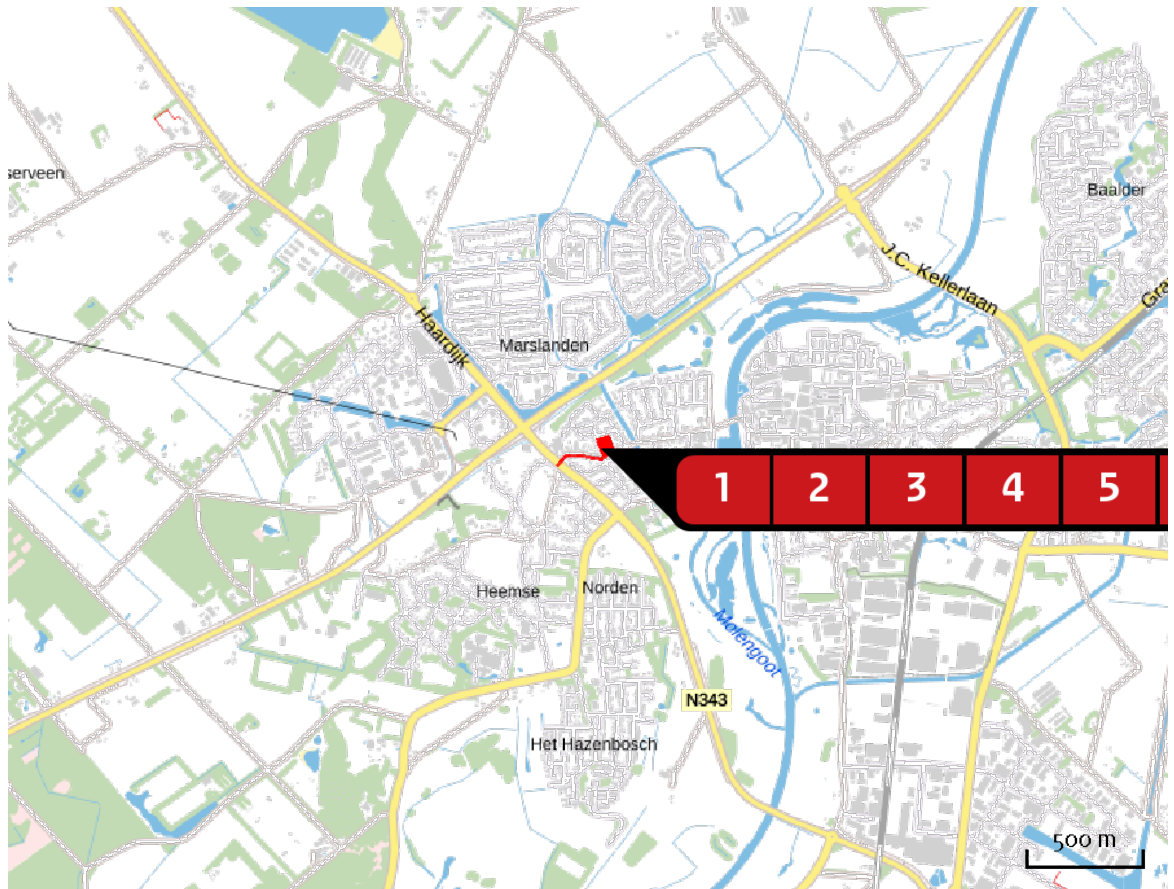 serveen
Baalder
J.C. Kellerlaan
Haardijk
Marslanden
1 2 3 4 5
Heemse
Norden
Molengoot
N343
Het Hazenbosch
500 m